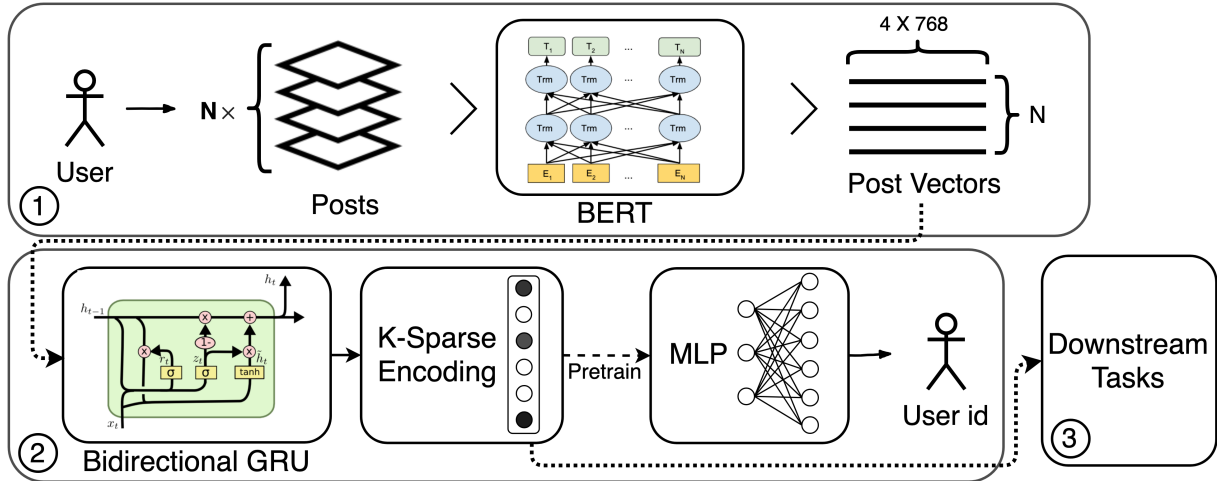 4 X 768
T1 T2 ... TN
Trm Trm ... Trm
N×
N
Trm Trm ... Trm
E1 E2 ... EN
User
Posts
BERT
Post Vectors
1
ht
ht−1
x +
1-
x rt zt x h̃t
σ σ tanh
xt
K-Sparse
Encoding
Pretrain
MLP
User id
Downstream
Tasks
2
Bidirectional GRU
3